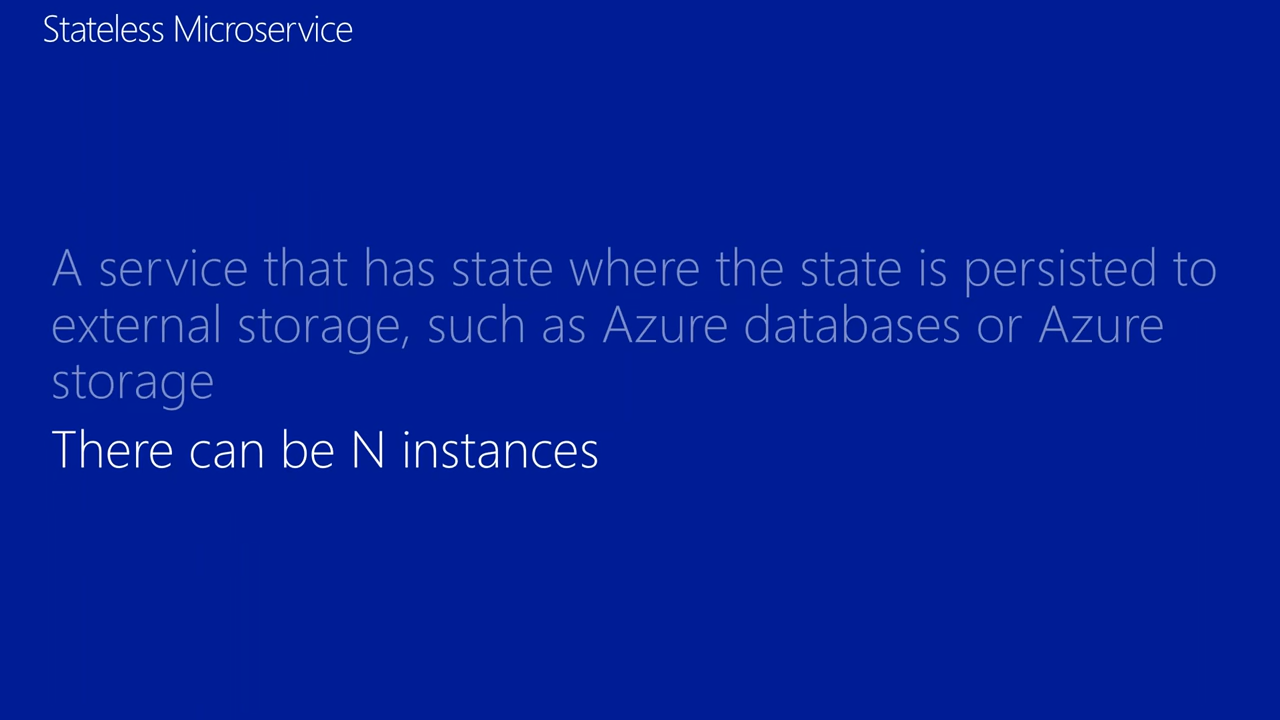 Stateless Microservice
A service that has state where the state is persisted to
external storage, such as Azure databases or Azure
storage
There can be N instances